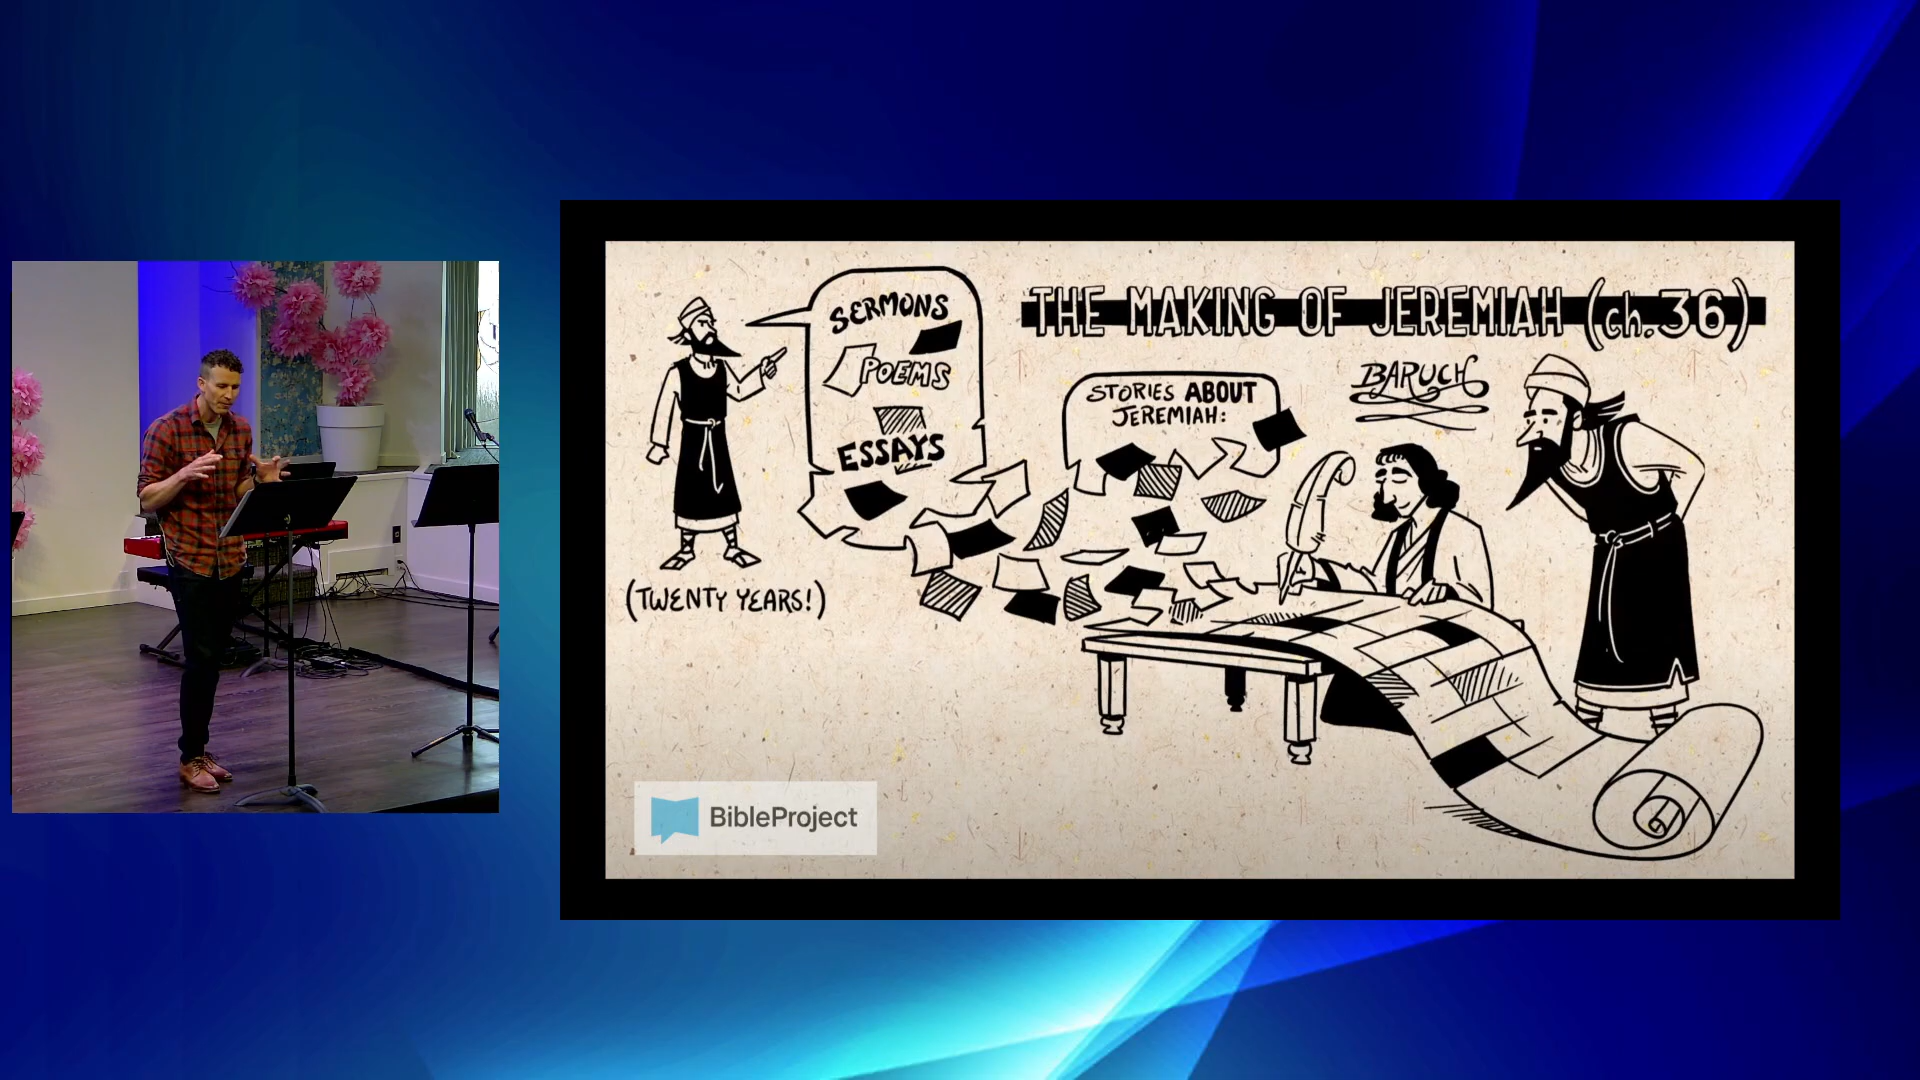 THE MAKING OF JEREMIAH (ch.36)
SERMONS
POEMS
ESSAYS
STORIES ABOUT
JEREMIAH:
BARUCH
(TWENTY YEARS!)
BibleProject